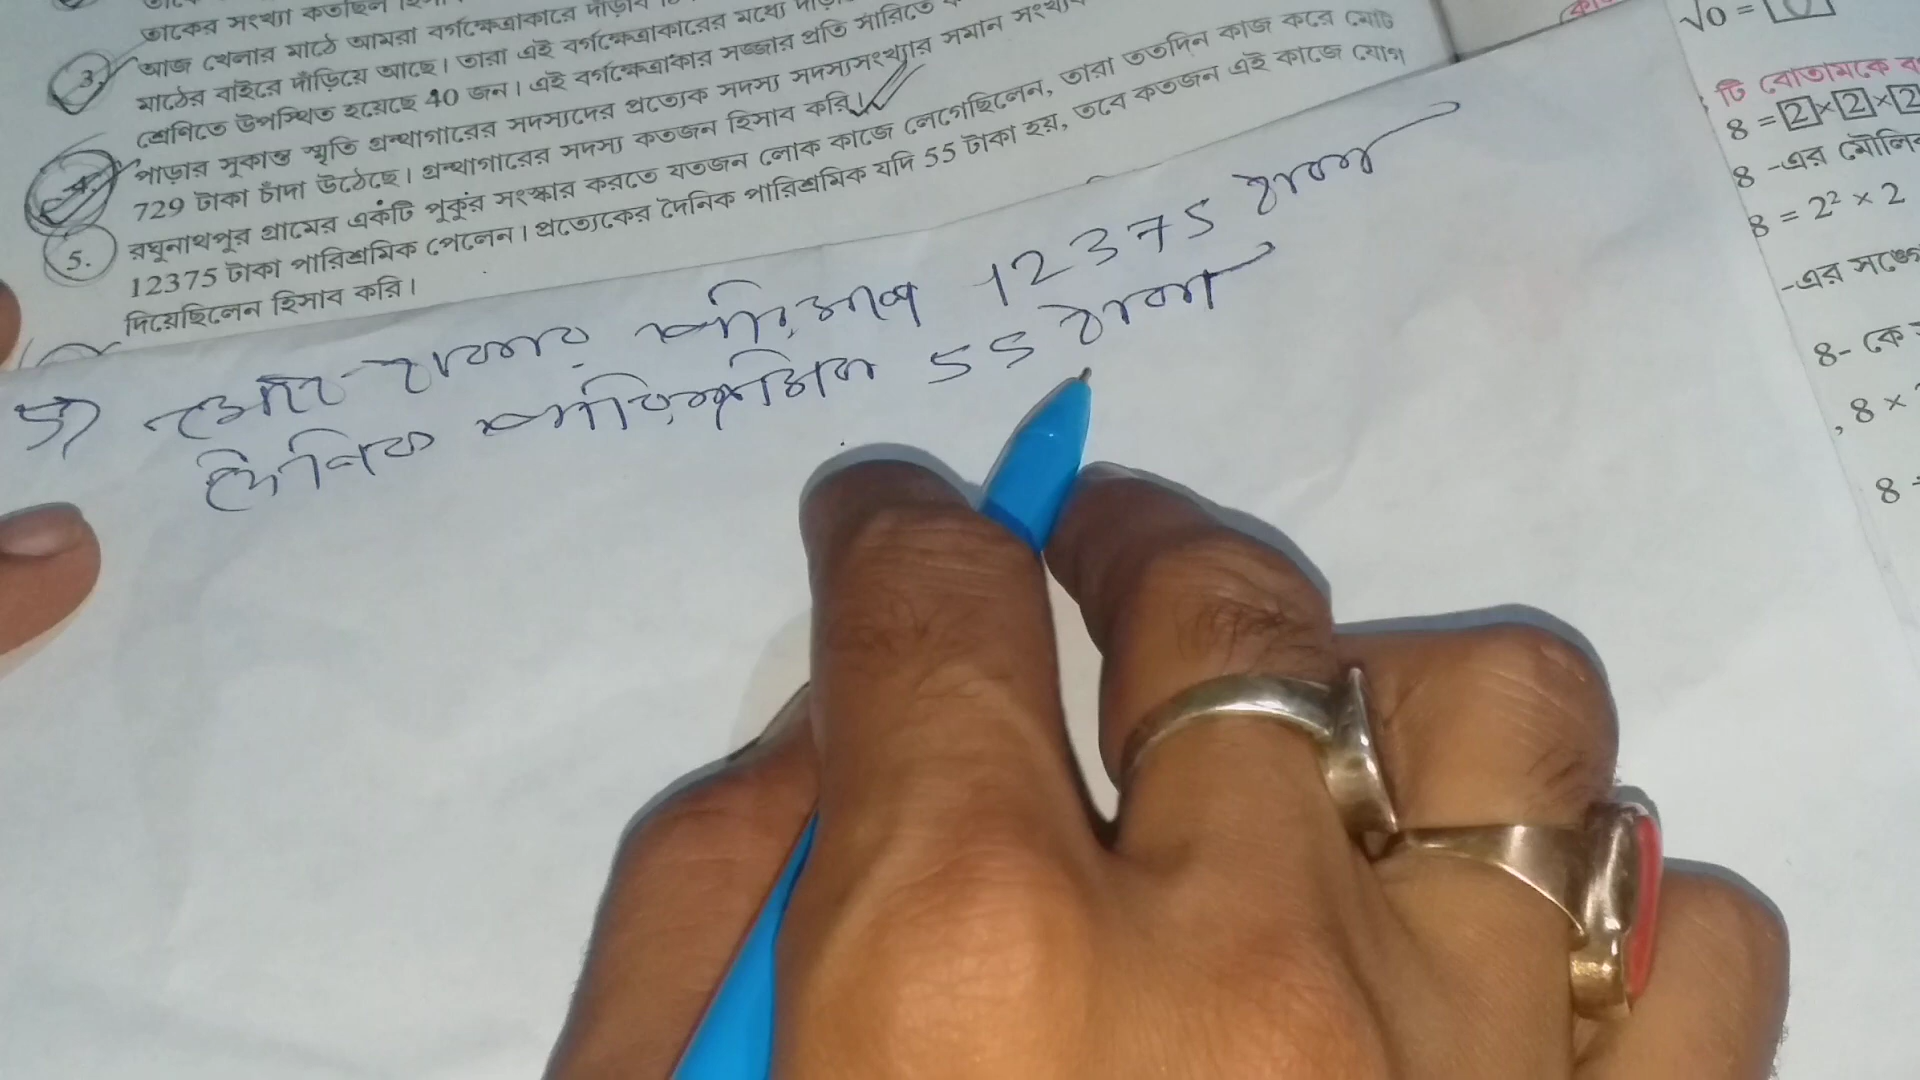 তাকের সংখ্যা কতছিল
3. আজ খেলার মাঠে আমরা বর্গক্ষেত্রাকারে
মাঠের বাইরে দাঁড়িয়ে আছে। তারা এই বর্গক্ষেত্রাকারের মধ্যে
শ্রেণিতে উপস্থিত হয়েছে 40 জন। এই বর্গক্ষেত্রাকার সজ্জার প্রতি সারিতে
4. পাড়ার সুকান্ত স্মৃতি গ্রন্থাগারের সদস্যদের প্রত্যেক সদস্য সদস্যসংখ্যার সমান
729 টাকা চাঁদা উঠেছে। গ্রন্থাগারের সদস্য কতজন হিসাব করি।
5. রঘুনাথপুর গ্রামের একটি পুকুর সংস্কার করতে যতজন লোক কাজে লেগেছিলেন, তারা ততদিন কাজ করে মোট
12375 টাকা পারিশ্রমিক পেলেন। প্রত্যেকের দৈনিক পারিশ্রমিক যদি 55 টাকা হয়, তবে কতজন এই কাজে যোগ
দিয়েছিলেন হিসাব করি।
5) মোট টাকার পরিমাণ 12375 টাকা
দৈনিক পারিশ্রমিক 55 টাকা
√0 = 0
টি বোতামকে
8 = 2 × 2 × 2
8 -এর
8 = 2² × 2
-এর সঙ্গে
8- কে
, 8 ×
8 ÷